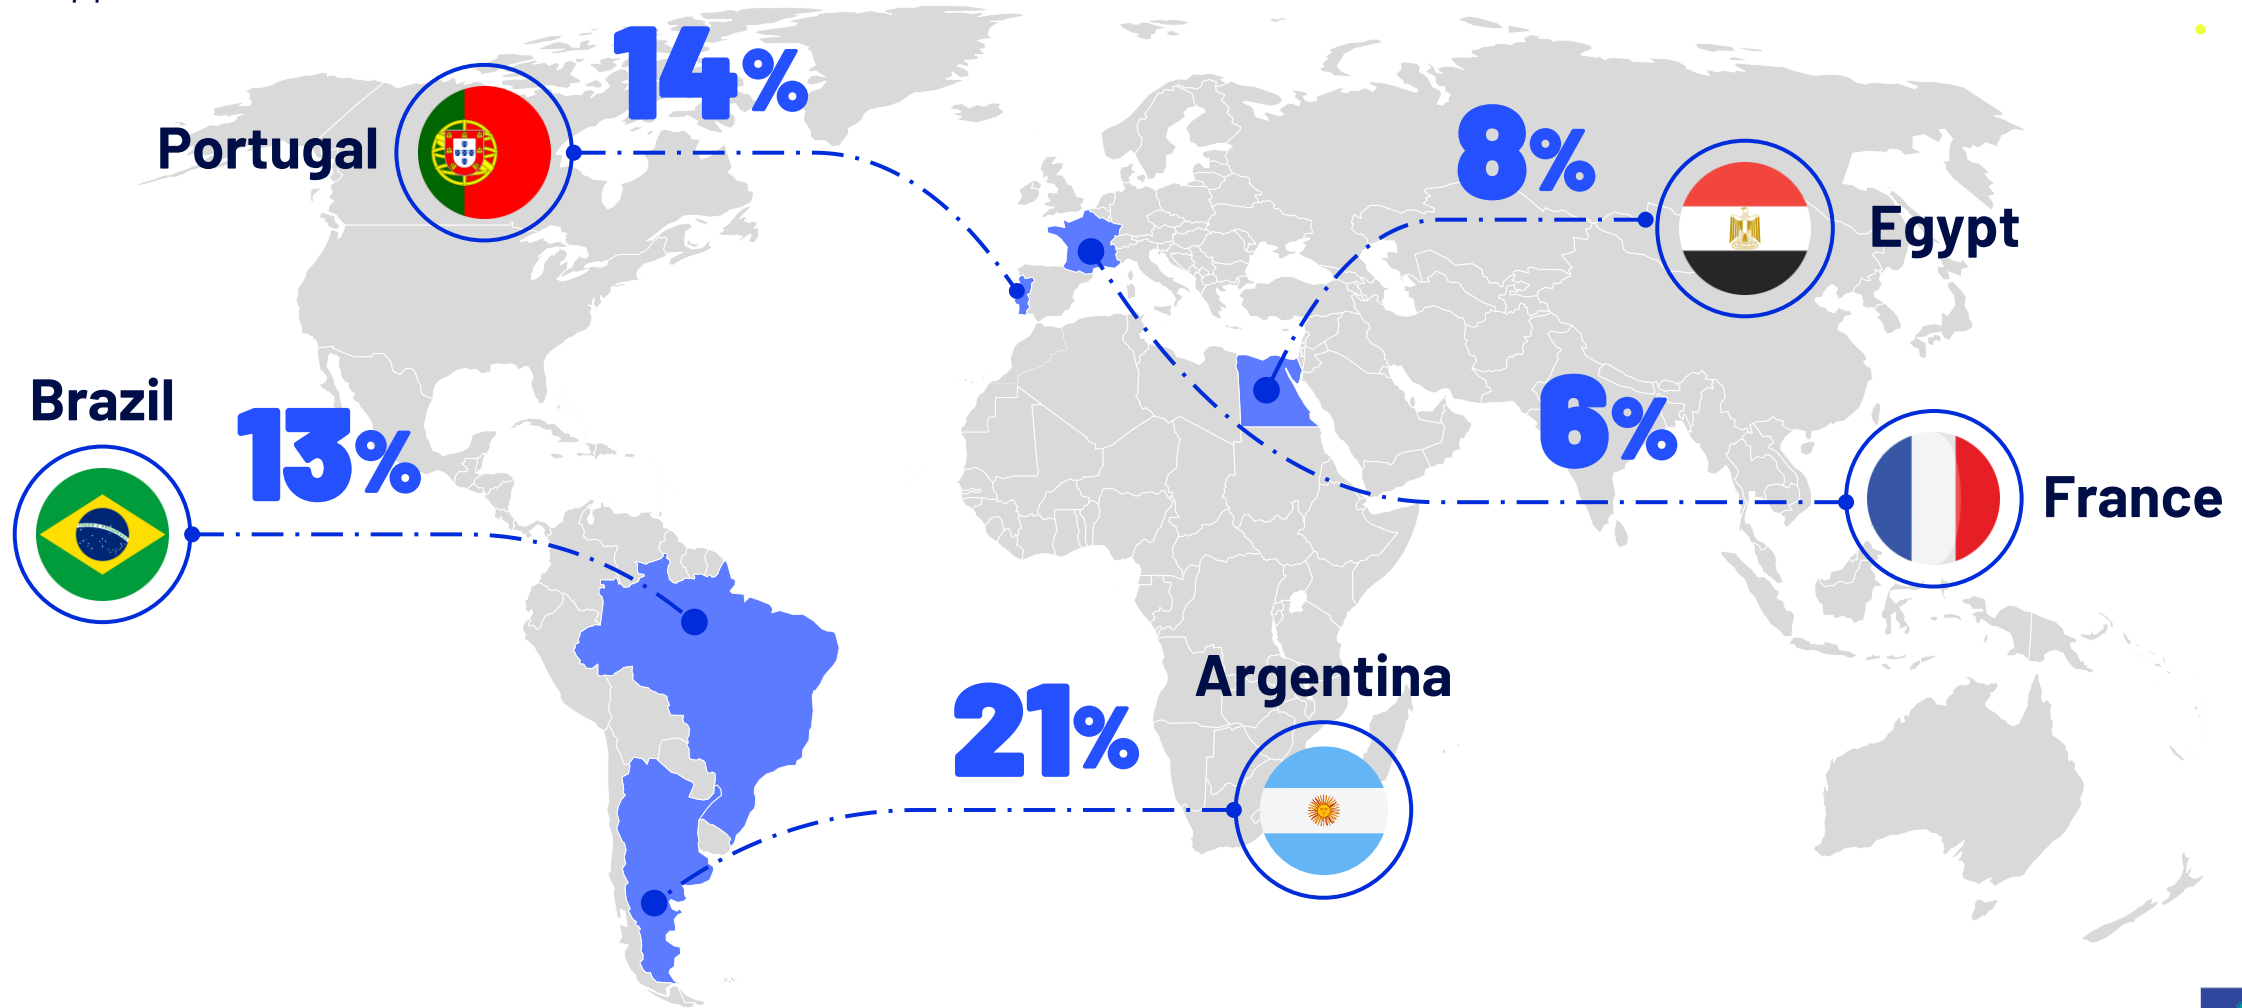 14%
Portugal
8%
Egypt
Brazil
13%
6%
France
Argentina
21%